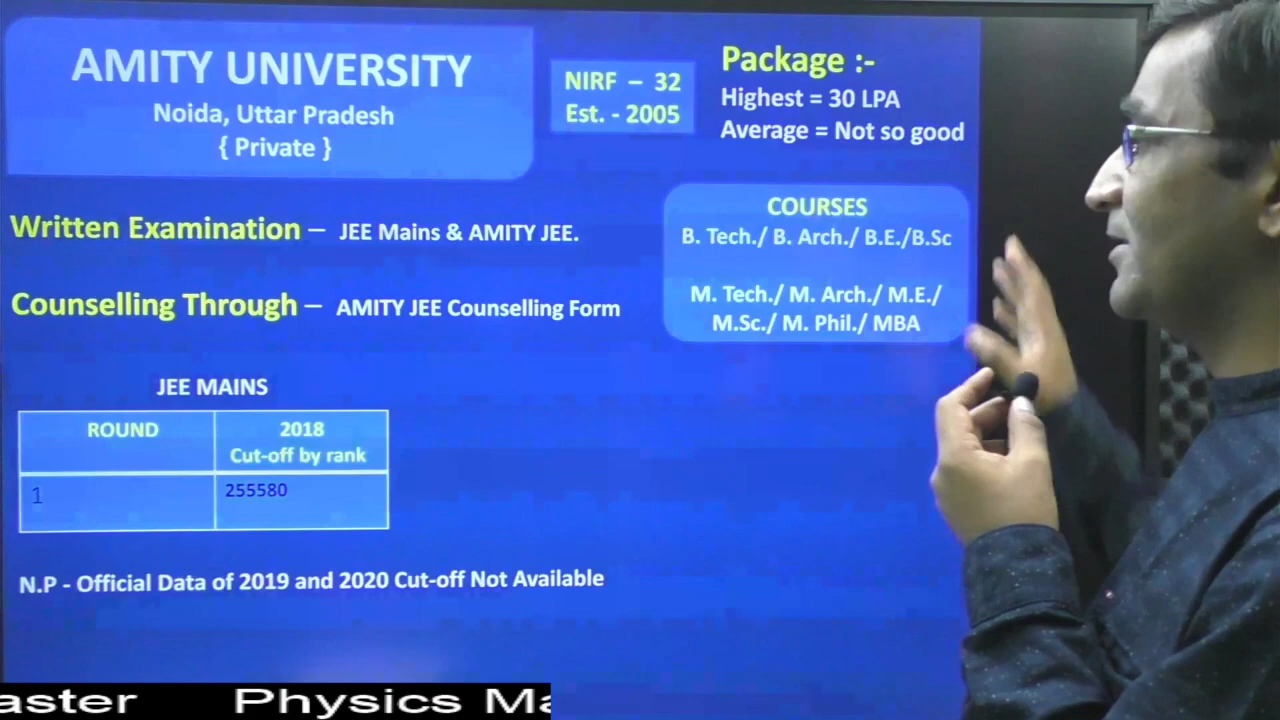 AMITY UNIVERSITY
Noida, Uttar Pradesh
{ Private }
NIRF – 32
Est. - 2005
Package :-
Highest = 30 LPA
Average = Not so good
Written Examination – JEE Mains & AMITY JEE.
Counselling Through – AMITY JEE Counselling Form
COURSES
B. Tech./ B. Arch./ B.E./B.Sc
M. Tech./ M. Arch./ M.E./
M.Sc./ M. Phil./ MBA
JEE MAINS
ROUND
2018
Cut-off by rank
1
255580
N.P - Official Data of 2019 and 2020 Cut-off Not Available
aster Physics Ma